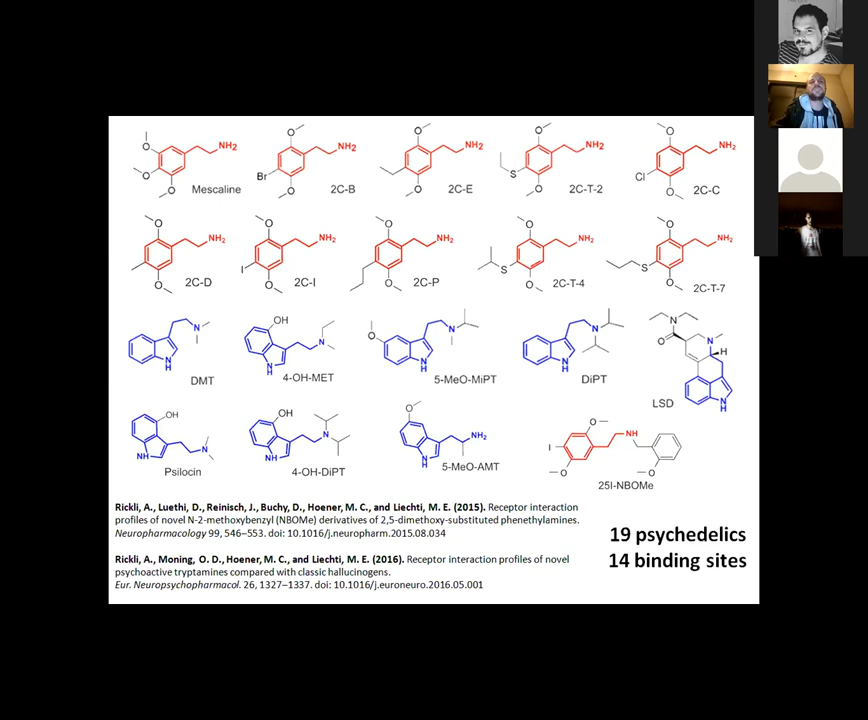 Mescaline
2C-B
2C-E
2C-T-2
2C-C
2C-D
2C-I
2C-P
2C-T-4
2C-T-7
DMT
4-OH-MET
5-MeO-MiPT
DiPT
LSD
Psilocin
4-OH-DiPT
5-MeO-AMT
25I-NBOMe
Rickli, A., Luethi, D., Reinisch, J., Buchy, D., Hoener, M. C., and Liechti, M. E. (2015). Receptor interaction
profiles of novel N-2-methoxybenzyl (NBOMe) derivatives of 2,5-dimethoxy-substituted phenethylamines.
Neuropharmacology 99, 546–553. doi: 10.1016/j.neuropharm.2015.08.034
Rickli, A., Moning, O. D., Hoener, M. C., and Liechti, M. E. (2016). Receptor interaction profiles of novel
psychoactive tryptamines compared with classic hallucinogens.
Eur. Neuropsychopharmacol. 26, 1327–1337. doi: 10.1016/j.euroneuro.2016.05.001
19 psychedelics
14 binding sites